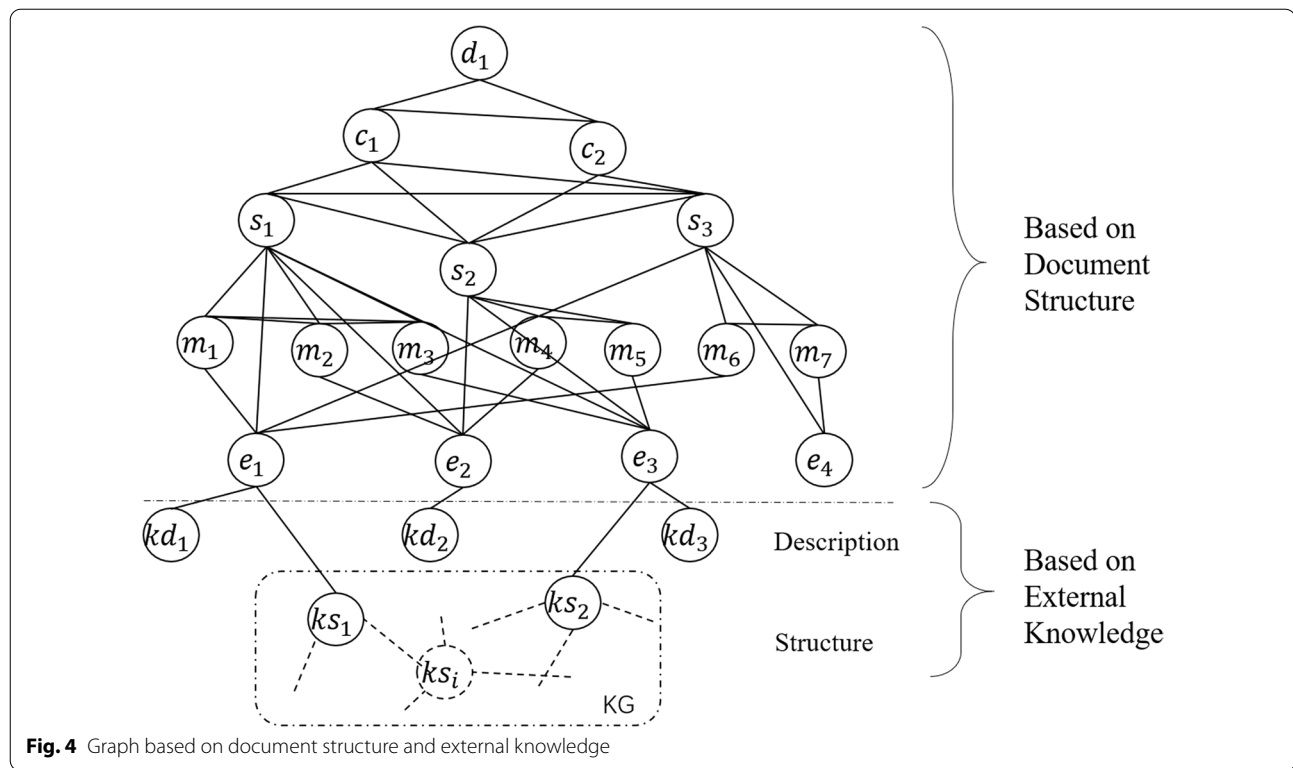 d₁
c₁
c₂
s₁
s₂
s₃
Based on
Document
Structure
m₁
m₂
m₃
m₄
m₅
m₆
m₇
e₁
e₂
e₃
e₄
kd₁
kd₂
kd₃
Description
Based on
External
Knowledge
ks₁
ks₂
Structure
ksᵢ
KG
Fig. 4 Graph based on document structure and external knowledge